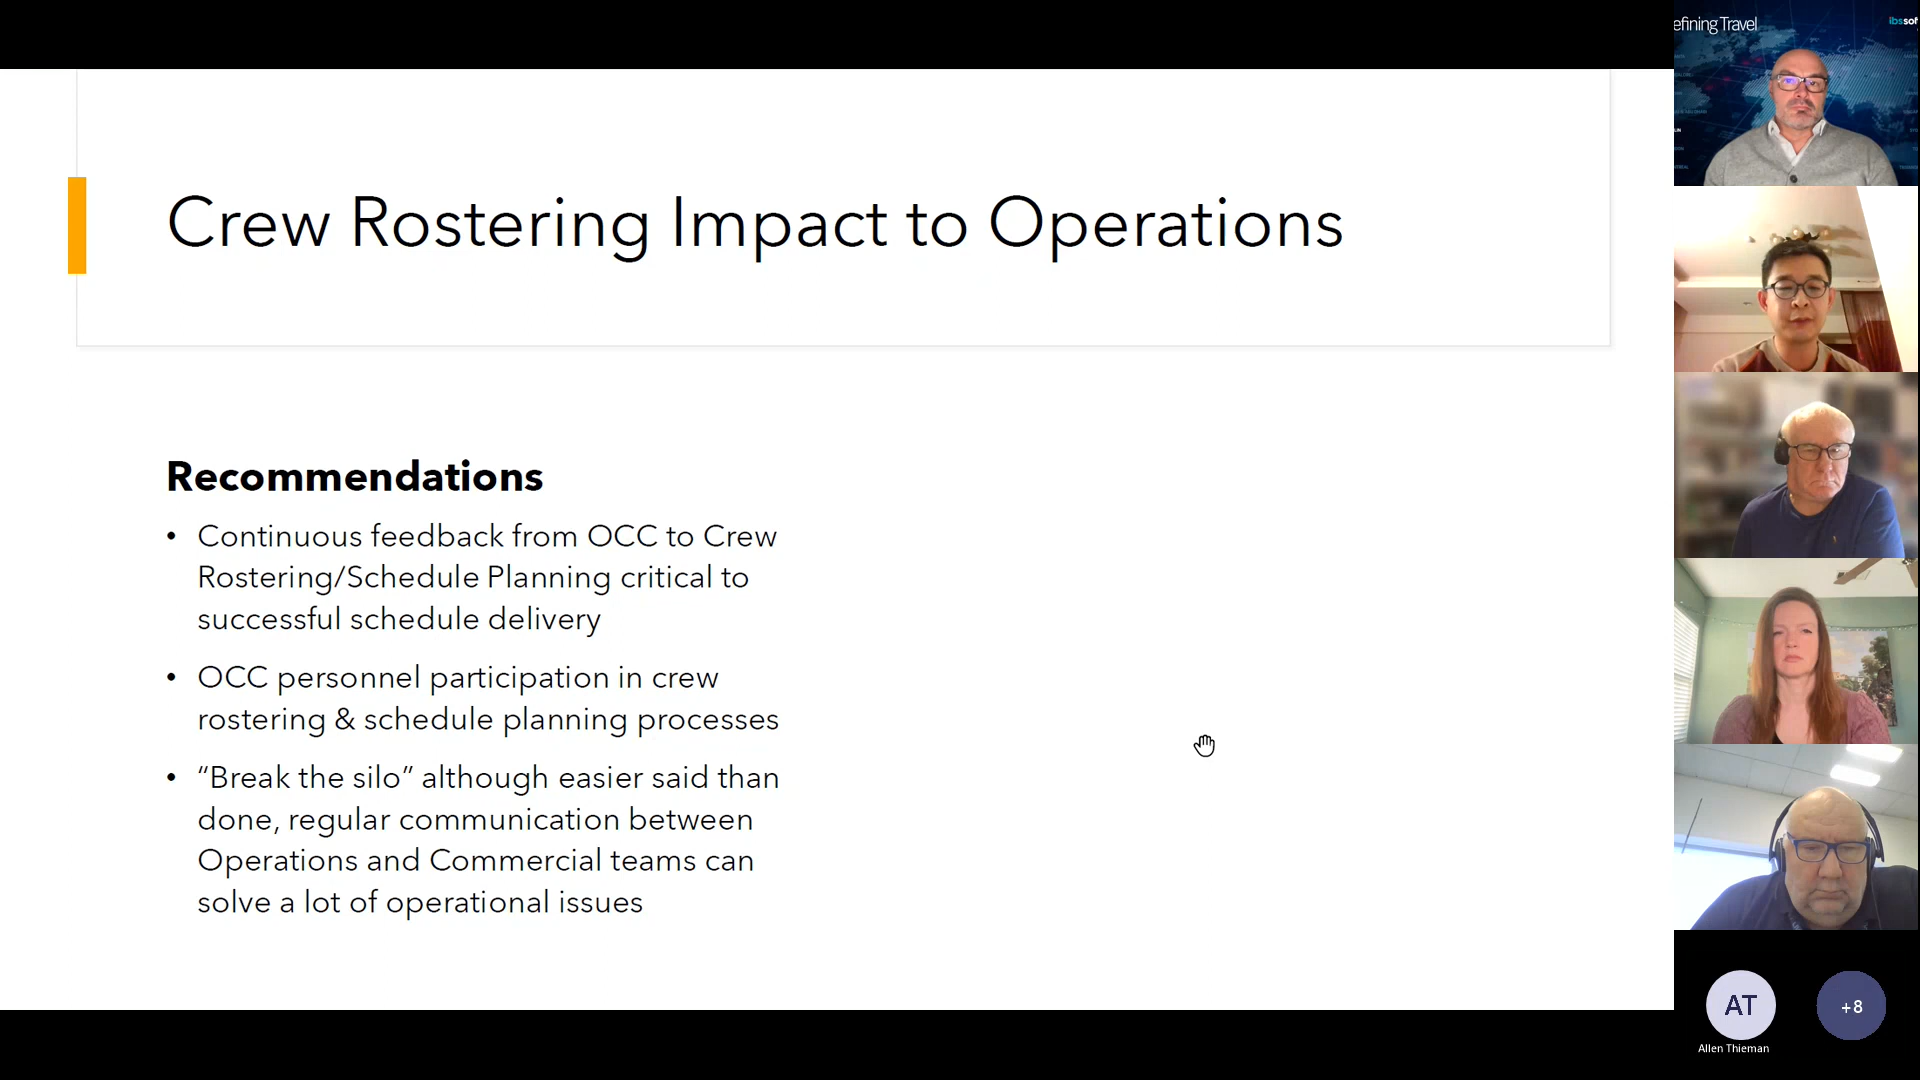 efining Travel
ibssof
Crew Rostering Impact to Operations
Recommendations
• Continuous feedback from OCC to Crew
Rostering/Schedule Planning critical to
successful schedule delivery
• OCC personnel participation in crew
rostering & schedule planning processes
• “Break the silo” although easier said than
done, regular communication between
Operations and Commercial teams can
solve a lot of operational issues
AT
+8
Allen Thieman